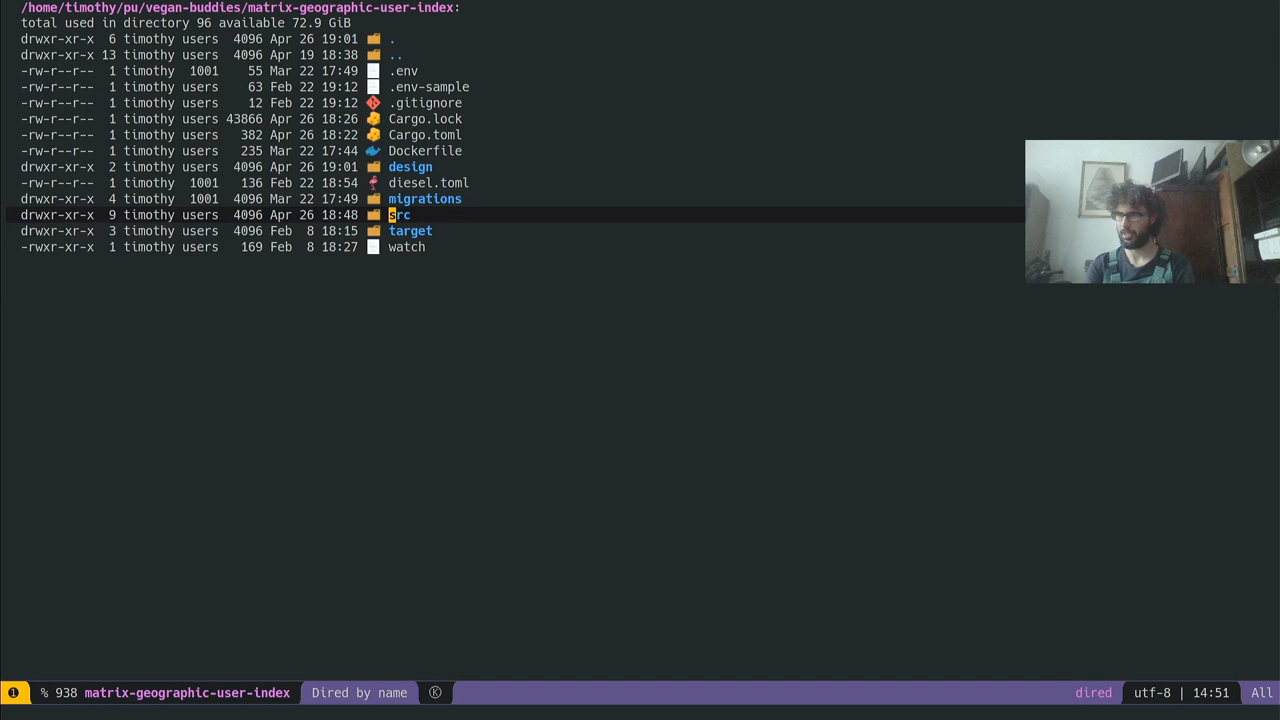 /home/timothy/pu/vegan-buddies/matrix-geographic-user-index:
total used in directory 96 available 72.9 GiB
drwxr-xr-x 6 timothy users 4096 Apr 26 19:01 .
drwxr-xr-x 13 timothy users 4096 Apr 19 18:38 ..
-rw-r--r-- 1 timothy 1001 55 Mar 22 17:49 .env
-rw-r--r-- 1 timothy users 63 Feb 22 19:12 .env-sample
-rw-r--r-- 1 timothy users 12 Feb 22 19:12 .gitignore
-rw-r--r-- 1 timothy users 43866 Apr 26 18:26 Cargo.lock
-rw-r--r-- 1 timothy users 382 Apr 26 18:22 Cargo.toml
-rw-r--r-- 1 timothy users 235 Mar 22 17:44 Dockerfile
drwxr-xr-x 2 timothy users 4096 Apr 26 19:01 design
-rw-r--r-- 1 timothy 1001 136 Feb 22 18:54 diesel.toml
drwxr-xr-x 4 timothy 1001 4096 Mar 22 17:49 migrations
drwxr-xr-x 9 timothy users 4096 Apr 26 18:48 src
drwxr-xr-x 3 timothy users 4096 Feb 8 18:15 target
-rwxr-xr-x 1 timothy users 169 Feb 8 18:27 watch
❶ % 938 matrix-geographic-user-index Dired by name Ⓚ dired utf-8 | 14:51 All